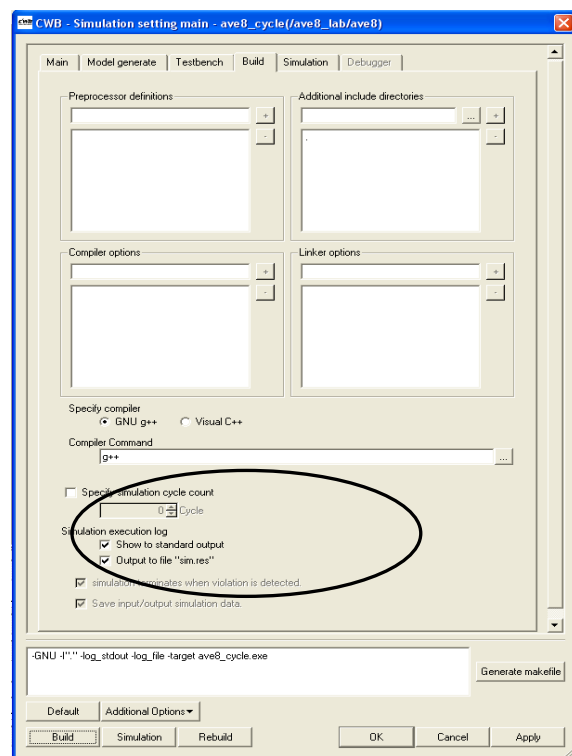 CWB - Simulation setting main - ave8_cycle(/ave8_lab/ave8)
Main Model generate Testbench Build Simulation Debugger
Preprocessor definitions Additional include directories
+ ... +
- . -
Compiler options Linker options
+ +
- -
Specify compiler
GNU g++ Visual C++
Compiler Command
g++ ...
Specify simulation cycle count
0 Cycle
Simulation execution log
Show to standard output
Output to file "sim.res"
simulation terminates when violation is detected.
Save input/output simulation data.
-GNU -I"." -log_stdout -log_file -target ave8_cycle.exe
Generate makefile
Default Additional Options
Build Simulation Rebuild OK Cancel Apply